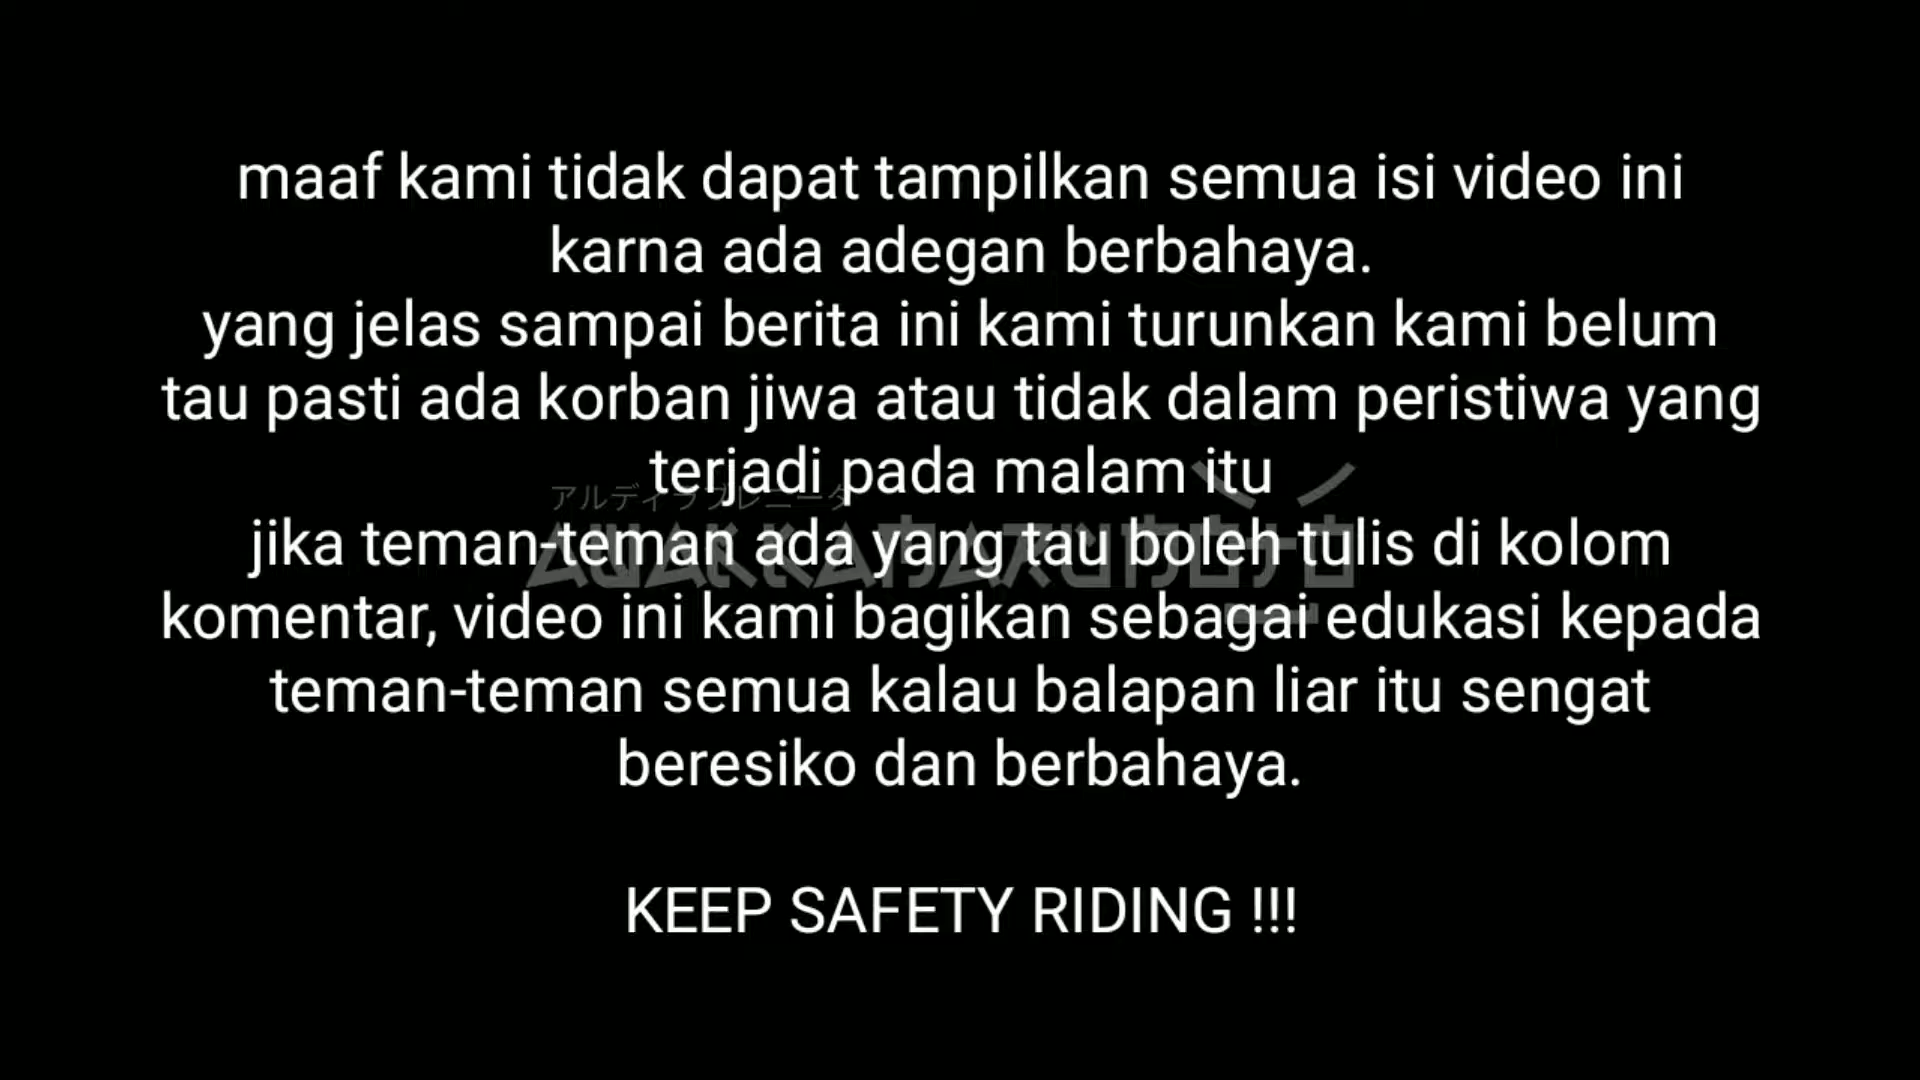 maaf kami tidak dapat tampilkan semua isi video ini
karna ada adegan berbahaya.
yang jelas sampai berita ini kami turunkan kami belum
tau pasti ada korban jiwa atau tidak dalam peristiwa yang
terjadi pada malam itu
jika teman-teman ada yang tau boleh tulis di kolom
komentar, video ini kami bagikan sebagai edukasi kepada
teman-teman semua kalau balapan liar itu sengat
beresiko dan berbahaya.
KEEP SAFETY RIDING !!!